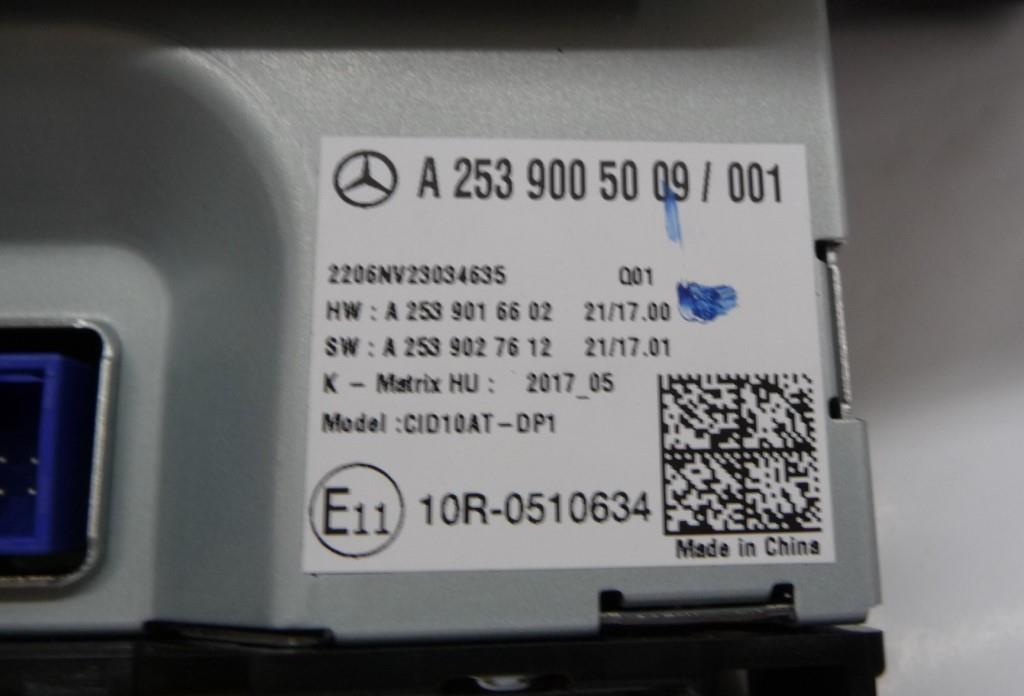 A 253 900 50 09 / 001
2206NV23034635 Q01
HW : A 253 901 66 02 21/17.00
SW : A 253 902 76 12 21/17.01
K - Matrix HU : 2017_05
Model :CID10AT-DP1
E11 10R-0510634
Made in China